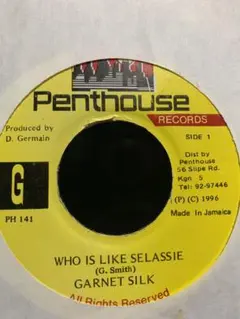 Penthouse
RECORDS
Produced by
D. Germain
SIDE 1
Dist by
Penthouse
56 Slipe Rd.
Kgn 5
Tel: 92-97446
G
PH 141
(P) (C) 1996
Made In Jamaica
WHO IS LIKE SELASSIE
(G. Smith)
GARNET SILK
All Rights Reserved